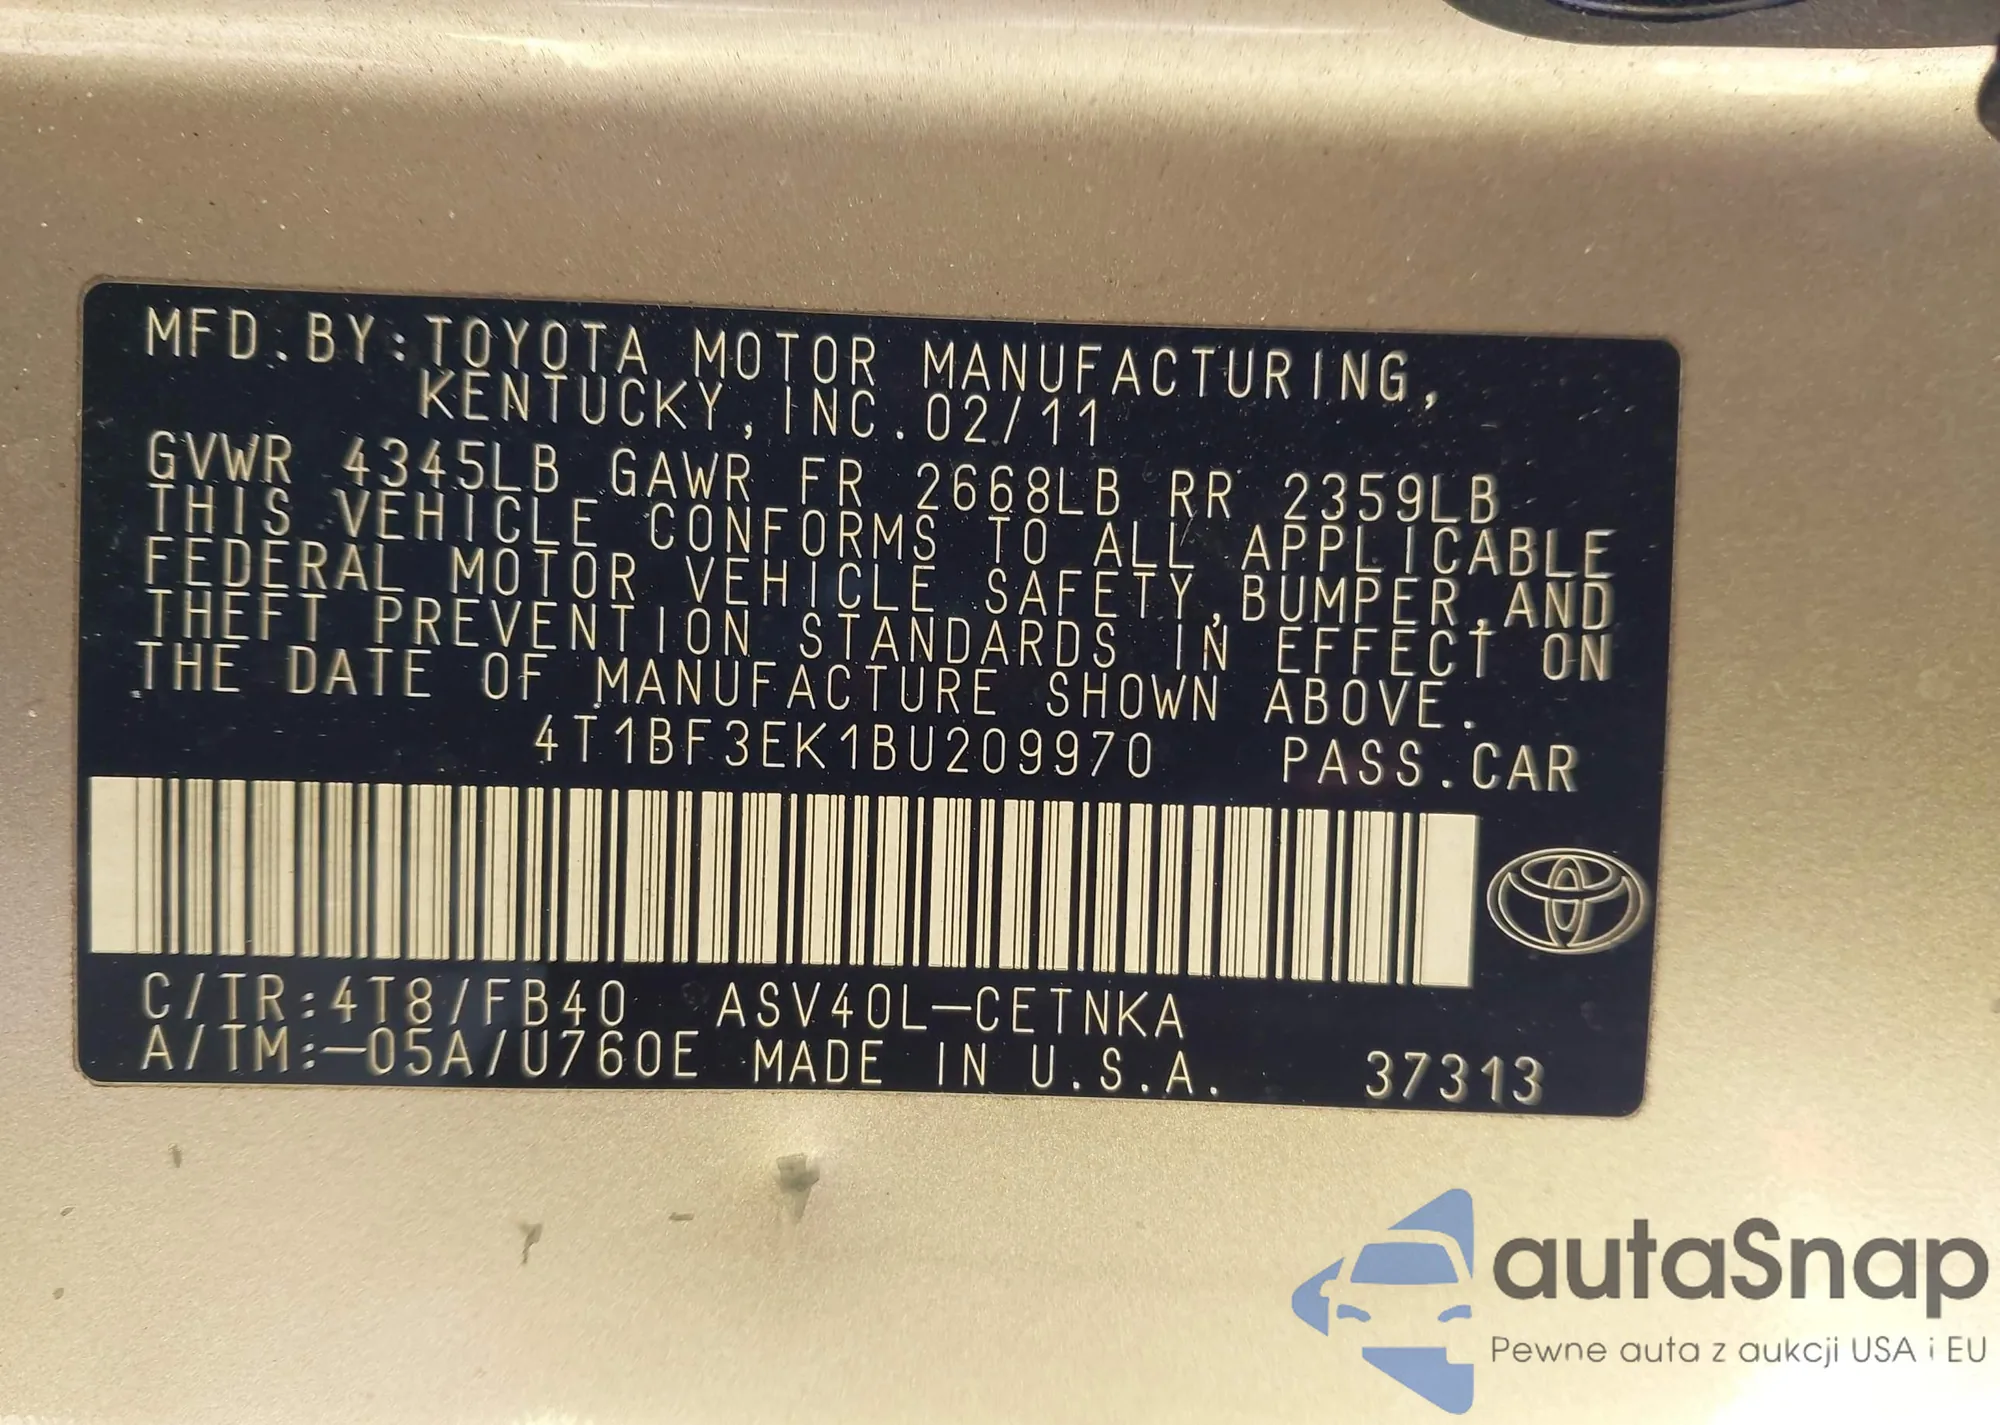 MFD.BY:TOYOTA MOTOR MANUFACTURING,
KENTUCKY,INC.02/11
GVWR 4345LB GAWR FR 2668LB RR 2359LB
THIS VEHICLE CONFORMS TO ALL APPLICABLE
FEDERAL MOTOR VEHICLE SAFETY,BUMPER,AND
THEFT PREVENTION STANDARDS IN EFFECT ON
THE DATE OF MANUFACTURE SHOWN ABOVE.
4T1BF3EK1BU209970 PASS.CAR
C/TR:4T8/FB40 ASV40L-CETNKA
A/TM:-05A/U760E MADE IN U.S.A. 37313
autaSnap
Pewne auta z aukcji USA i EU